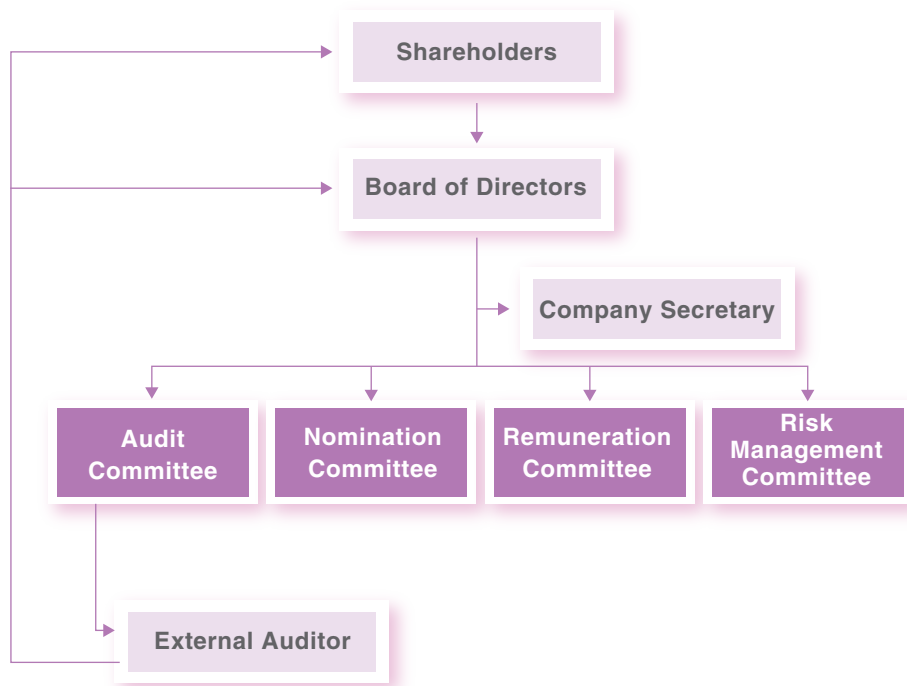 Shareholders
Board of Directors
Company Secretary
Audit
Committee
Nomination
Committee
Remuneration
Committee
Risk
Management
Committee
External Auditor